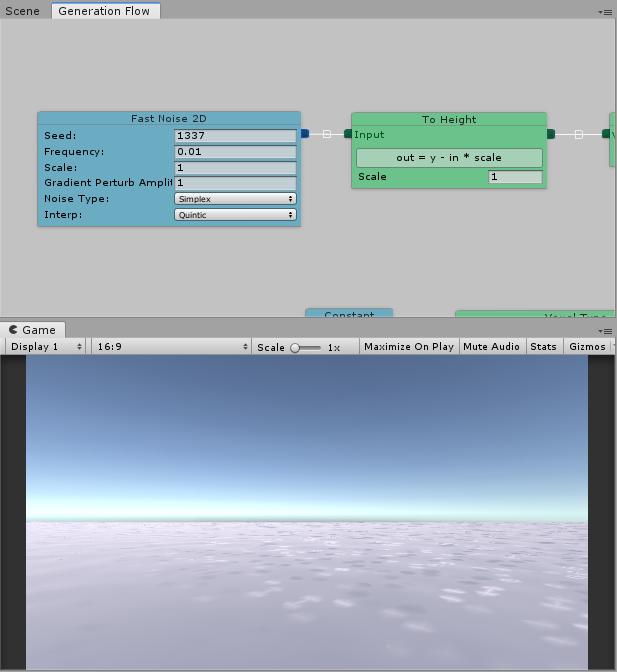 Scene Generation Flow
Fast Noise 2D
Seed: 1337
Frequency: 0.01
Scale: 1
Gradient Perturb Amplit 1
Noise Type: Simplex
Interp: Quintic
To Height
Input
out = y - in * scale
Scale 1
Constant
Voxel Type
Game
Display 1 16:9 Scale 1x Maximize On Play Mute Audio Stats Gizmos